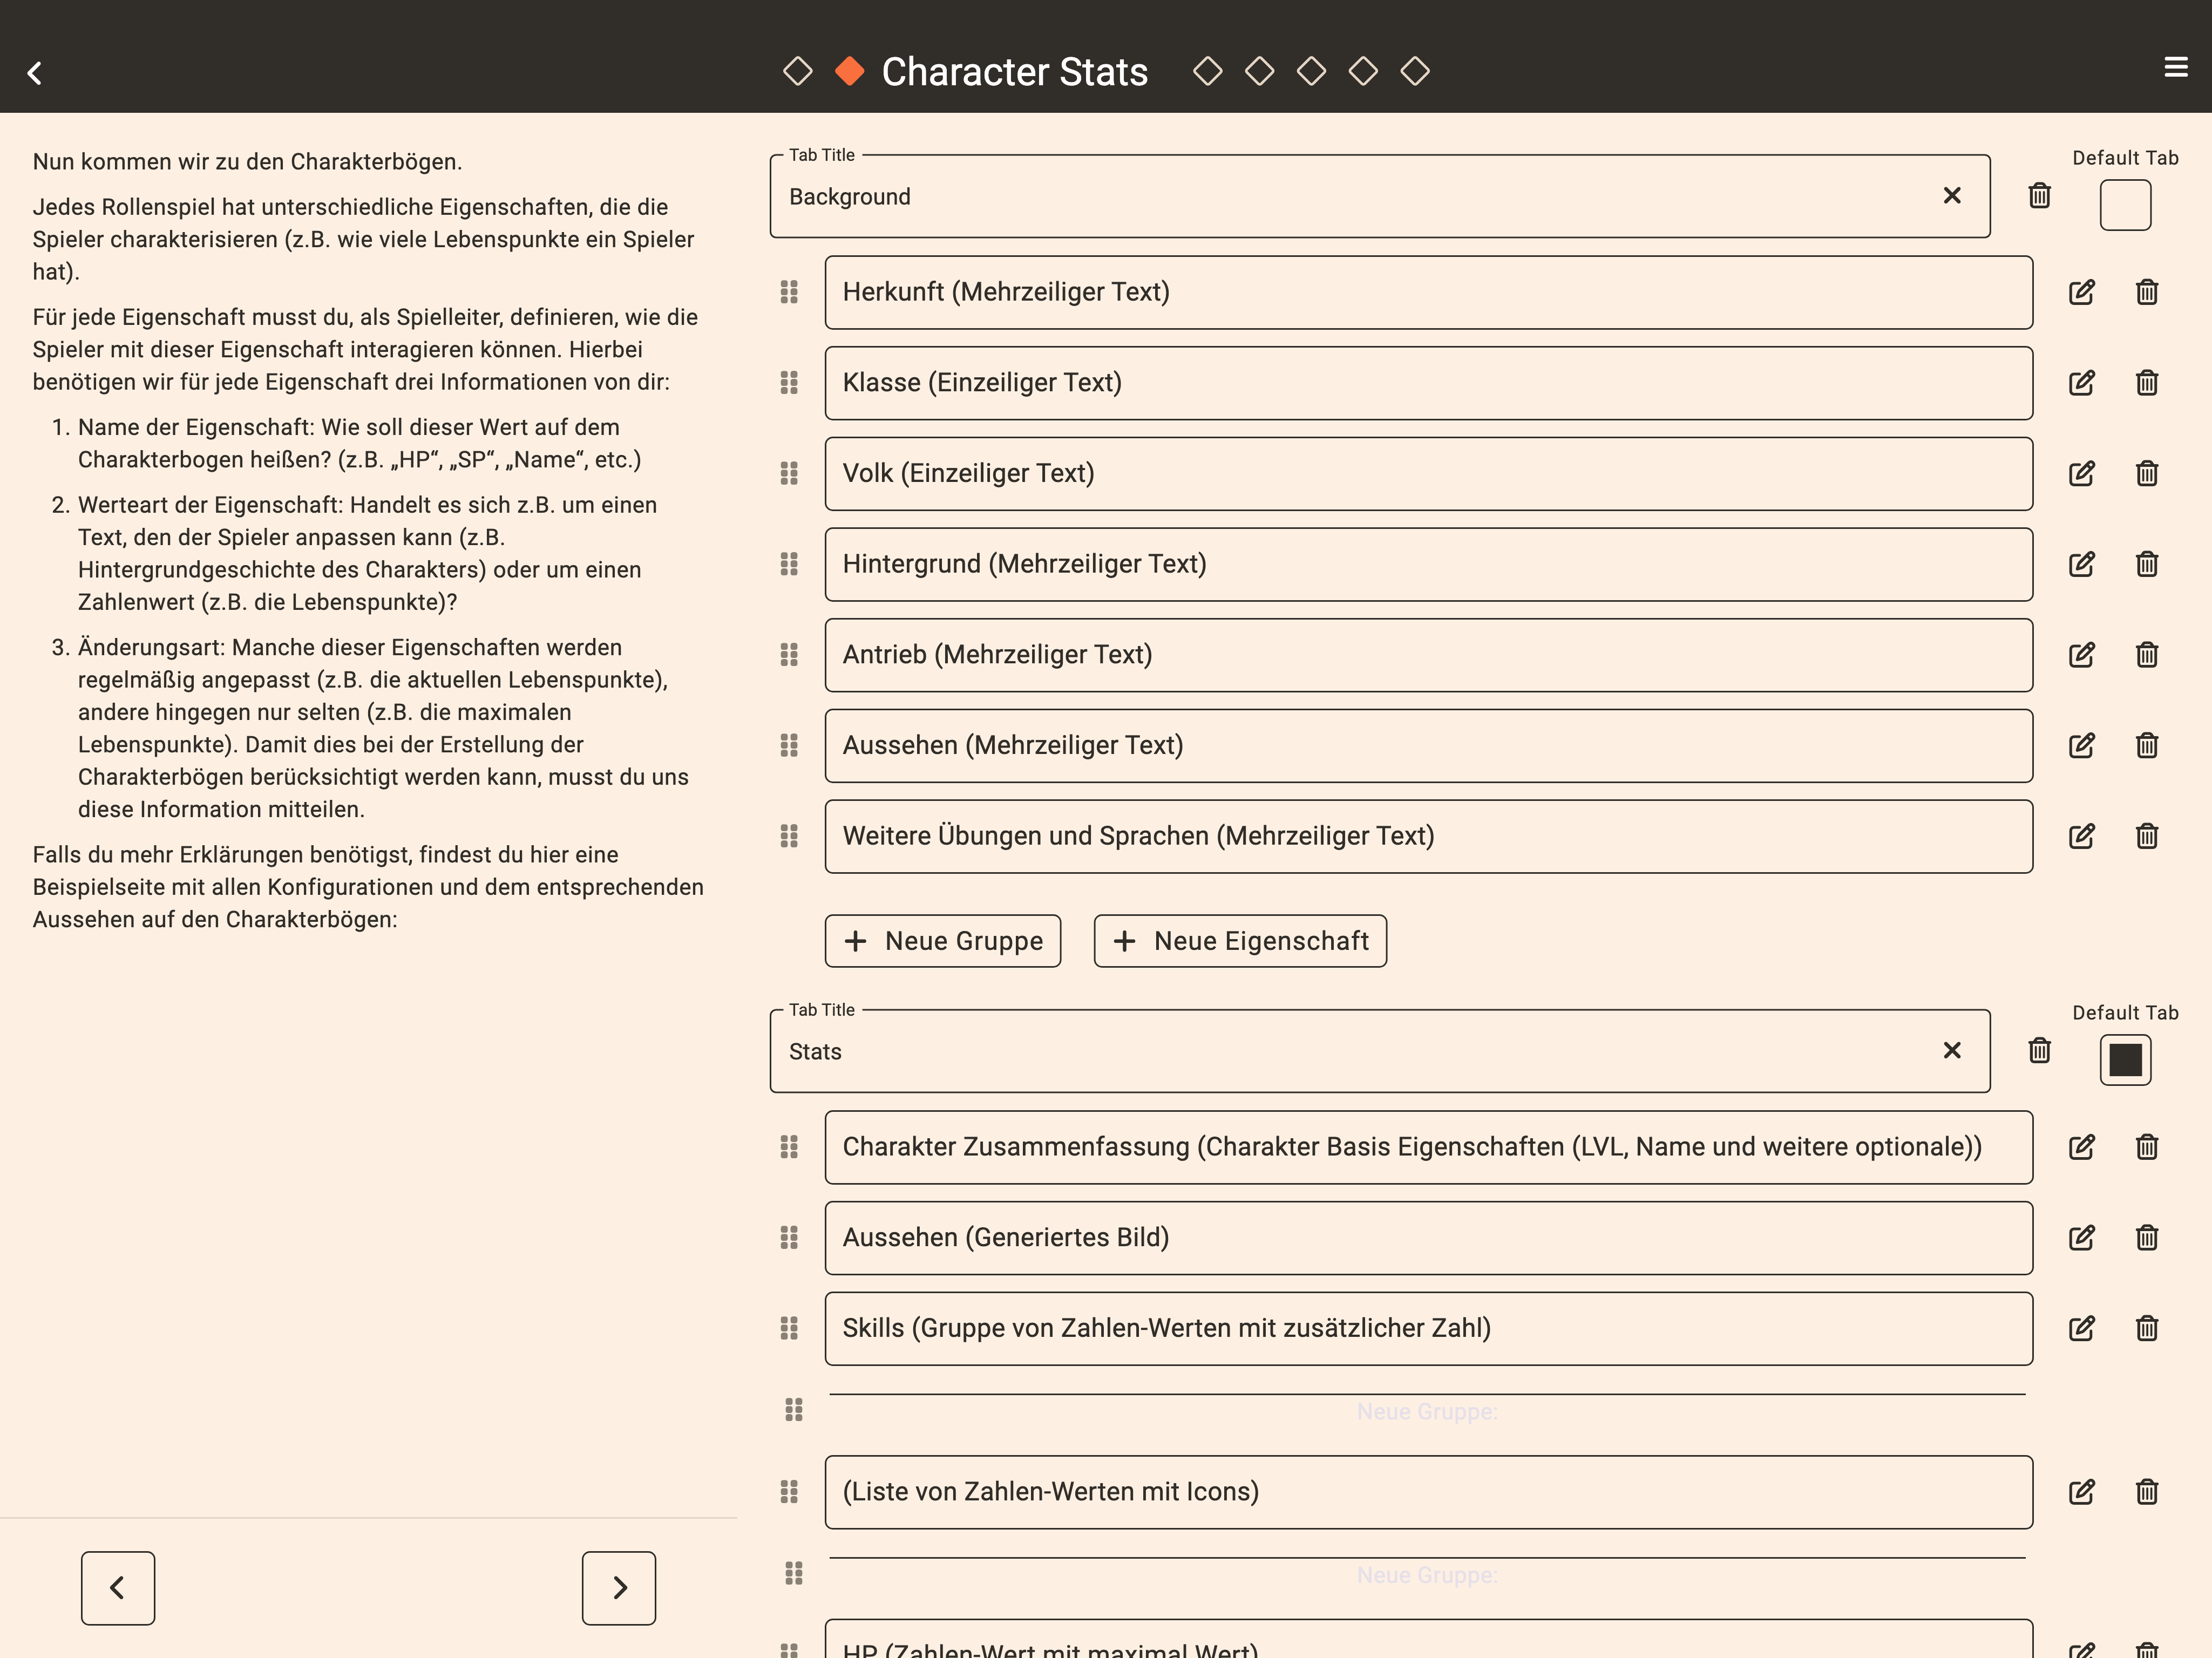 Character Stats
Nun kommen wir zu den Charakterbögen.
Jedes Rollenspiel hat unterschiedliche Eigenschaften, die die
Spieler charakterisieren (z.B. wie viele Lebenspunkte ein Spieler
hat).
Für jede Eigenschaft musst du, als Spielleiter, definieren, wie die
Spieler mit dieser Eigenschaft interagieren können. Hierbei
benötigen wir für jede Eigenschaft drei Informationen von dir:
1. Name der Eigenschaft: Wie soll dieser Wert auf dem
Charakterbogen heißen? (z.B. „HP“, „SP“, „Name“, etc.)
2. Werteart der Eigenschaft: Handelt es sich z.B. um einen
Text, den der Spieler anpassen kann (z.B.
Hintergrundgeschichte des Charakters) oder um einen
Zahlenwert (z.B. die Lebenspunkte)?
3. Änderungsart: Manche dieser Eigenschaften werden
regelmäßig angepasst (z.B. die aktuellen Lebenspunkte),
andere hingegen nur selten (z.B. die maximalen
Lebenspunkte). Damit dies bei der Erstellung der
Charakterbögen berücksichtigt werden kann, musst du uns
diese Information mitteilen.
Falls du mehr Erklärungen benötigst, findest du hier eine
Beispielseite mit allen Konfigurationen und dem entsprechenden
Aussehen auf den Charakterbögen:
Tab Title
Background
Default Tab
Herkunft (Mehrzeiliger Text)
Klasse (Einzeiliger Text)
Volk (Einzeiliger Text)
Hintergrund (Mehrzeiliger Text)
Antrieb (Mehrzeiliger Text)
Aussehen (Mehrzeiliger Text)
Weitere Übungen und Sprachen (Mehrzeiliger Text)
+ Neue Gruppe
+ Neue Eigenschaft
Tab Title
Stats
Default Tab
Charakter Zusammenfassung (Charakter Basis Eigenschaften (LVL, Name und weitere optionale))
Aussehen (Generiertes Bild)
Skills (Gruppe von Zahlen-Werten mit zusätzlicher Zahl)
Neue Gruppe:
(Liste von Zahlen-Werten mit Icons)
Neue Gruppe:
HP (Zahlen-Wert mit maximal Wert)